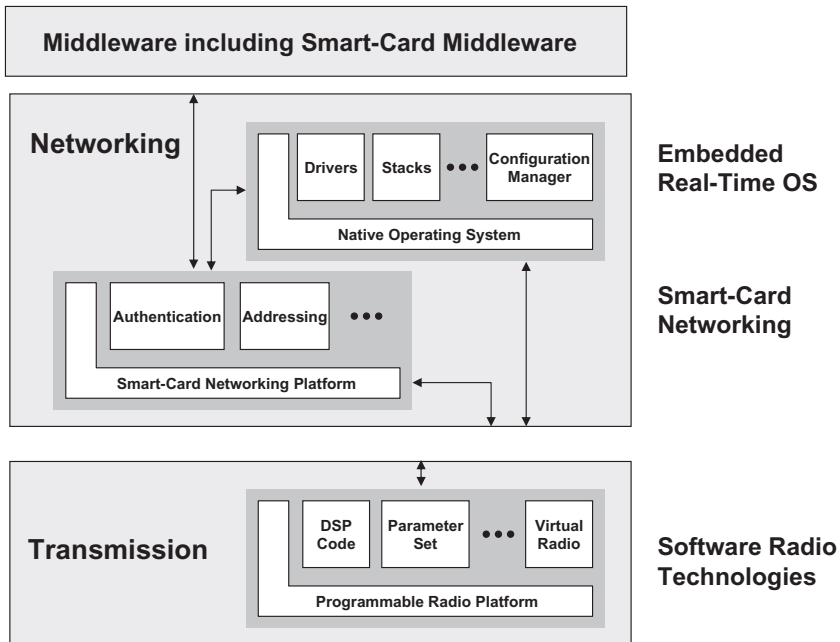 Middleware including Smart-Card Middleware
Networking
Drivers
Stacks
Configuration
Manager
Native Operating System
Embedded
Real-Time OS
Authentication
Addressing
Smart-Card Networking Platform
Smart-Card
Networking
Transmission
DSP
Code
Parameter
Set
Virtual
Radio
Programmable Radio Platform
Software Radio
Technologies